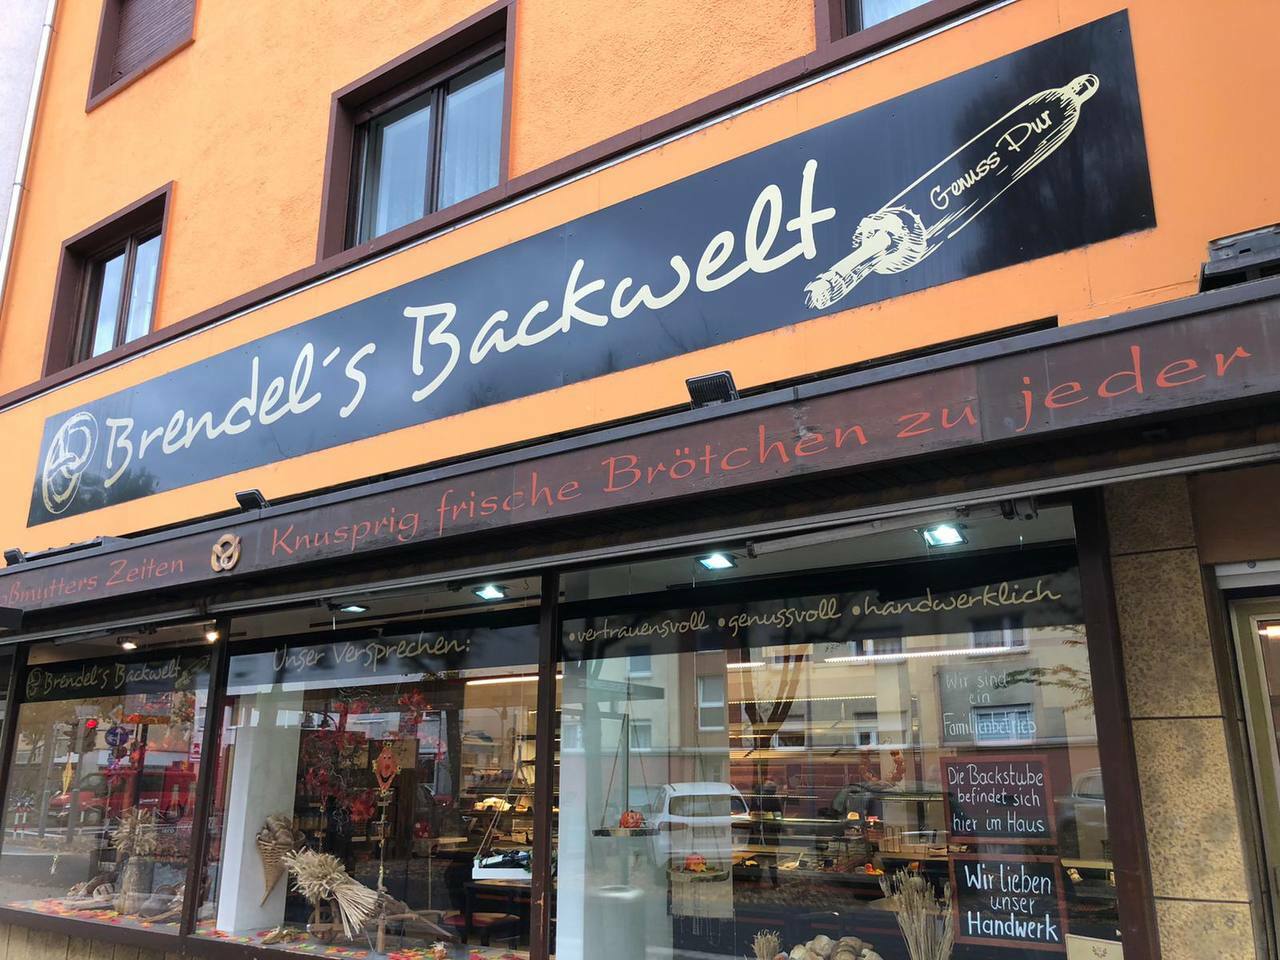 Brendel´s Backwelt
Genuss Pur
oßmutters Zeiten
Knusprig frische Brötchen zu jeder
Brendel´s Backwelt
Unser Versprechen:
•vertrauensvoll •genussvoll •handwerklich
Wir sind
ein
Familienbetrieb
Die Backstube
befindet sich
hier im Haus
Wir lieben
unser
Handwerk